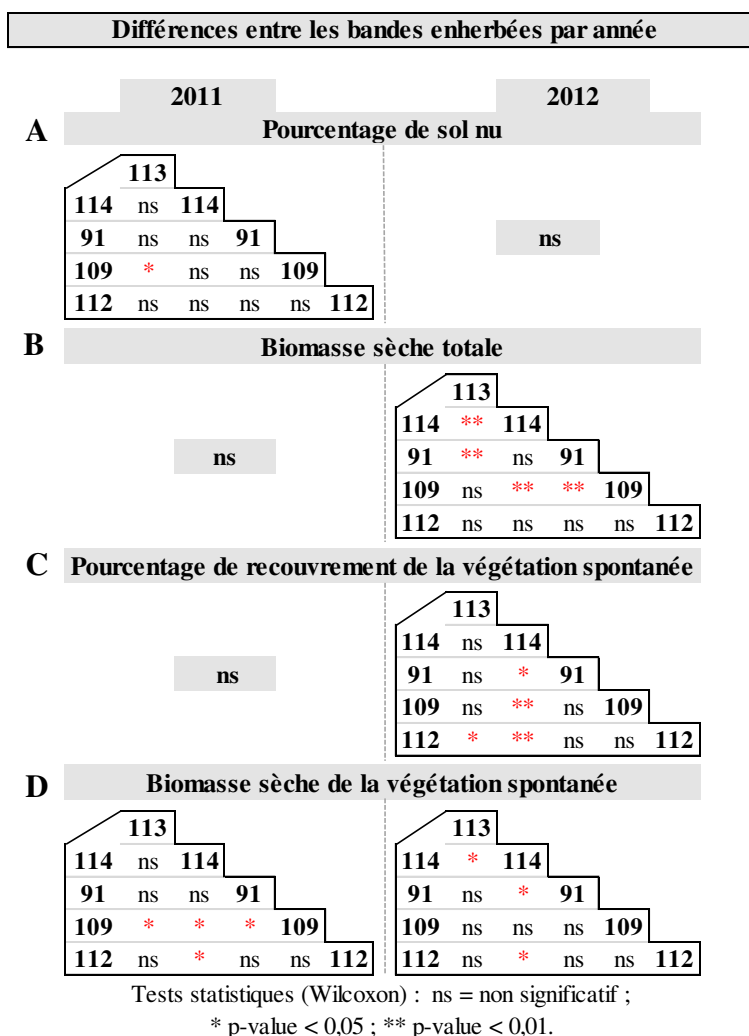 Différences entre les bandes enherbées par année
2011 2012
A Pourcentage de sol nu
113
114 ns 114
91 ns ns 91
109 * ns ns 109
112 ns ns ns ns 112
ns
B Biomasse sèche totale
ns
113
114 ** 114
91 ** ns 91
109 ns ** ** 109
112 ns ns ns ns 112
C Pourcentage de recouvrement de la végétation spontanée
ns
113
114 ns 114
91 ns * 91
109 ns ** ns 109
112 * ** ns ns 112
D Biomasse sèche de la végétation spontanée
113
114 ns 114
91 ns ns 91
109 * * * 109
112 ns * ns ns 112
113
114 * 114
91 ns * 91
109 ns ns ns 109
112 ns * ns ns 112
Tests statistiques (Wilcoxon) : ns = non significatif ;
* p-value < 0,05 ; ** p-value < 0,01.